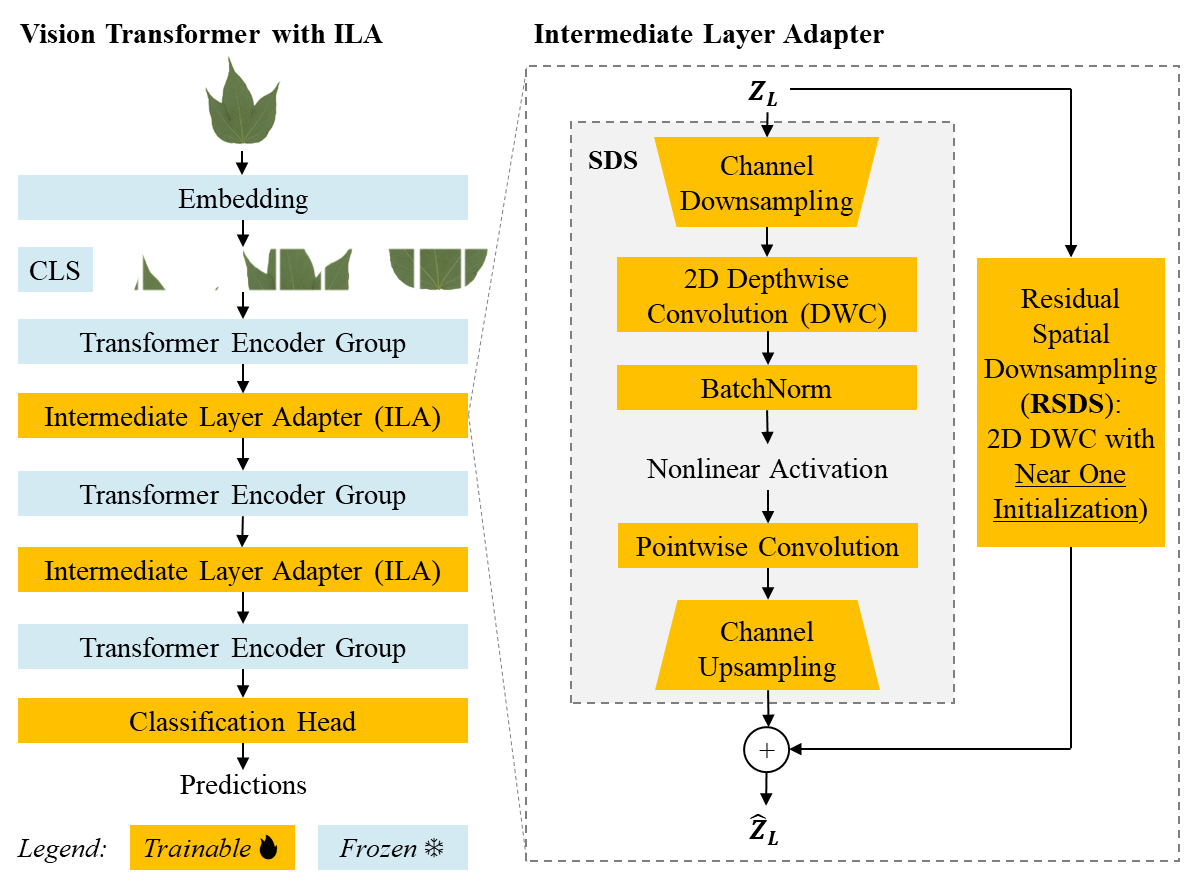 Vision Transformer with ILA
Embedding
CLS
Transformer Encoder Group
Intermediate Layer Adapter (ILA)
Transformer Encoder Group
Intermediate Layer Adapter (ILA)
Transformer Encoder Group
Classification Head
Predictions
Legend:
Trainable
Frozen
Intermediate Layer Adapter
Z_L
SDS
Channel
Downsampling
2D Depthwise
Convolution (DWC)
BatchNorm
Nonlinear Activation
Pointwise Convolution
Channel
Upsampling
Residual
Spatial
Downsampling
(RSDS):
2D DWC with
Near One
Initialization)
+
Ẑ_L